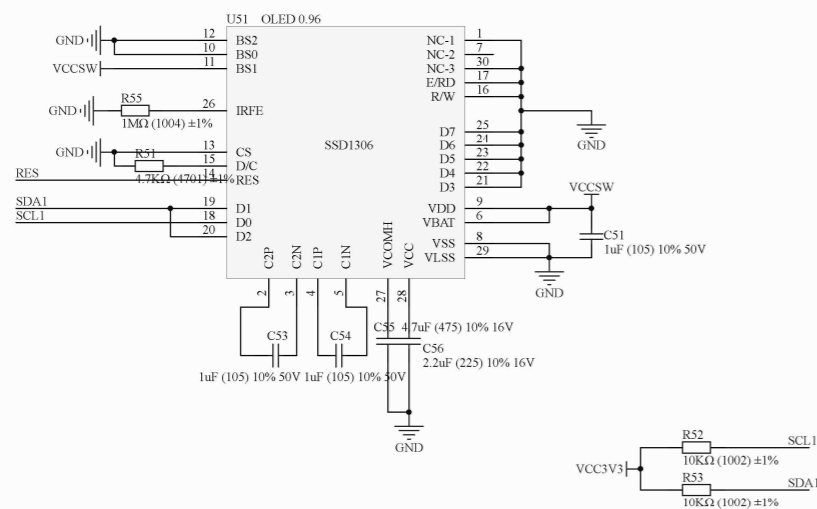 U51 OLED 0.96
GND
12
BS2
NC-1
1
10
BS0
NC-2
7
VCCSW
11
BS1
NC-3
30
E/RD
17
R55
R/W
16
GND
26
IRFE
1MΩ (1004) ±1%
D7
25
GND
13
CS
SSD1306
D6
24
GND
R51
15
D/C
D5
23
RES
14
RES
D4
22
4.7KΩ (4701) ±1%
D3
21
VCCSW
SDA1
19
D1
VDD
9
SCL1
18
D0
VBAT
6
20
D2
C51
VSS
8
1uF (105) 10% 50V
VLSS
29
C2P
C2N
C1P
C1N
VCOMH
VCC
2
3
4
5
27
28
GND
C53
C54
C55 4.7uF (475) 10% 16V
C56
2.2uF (225) 10% 16V
1uF (105) 10% 50V
1uF (105) 10% 50V
GND
R52
SCL1
10KΩ (1002) ±1%
VCC3V3
R53
SDA1
10KΩ (1002) ±1%